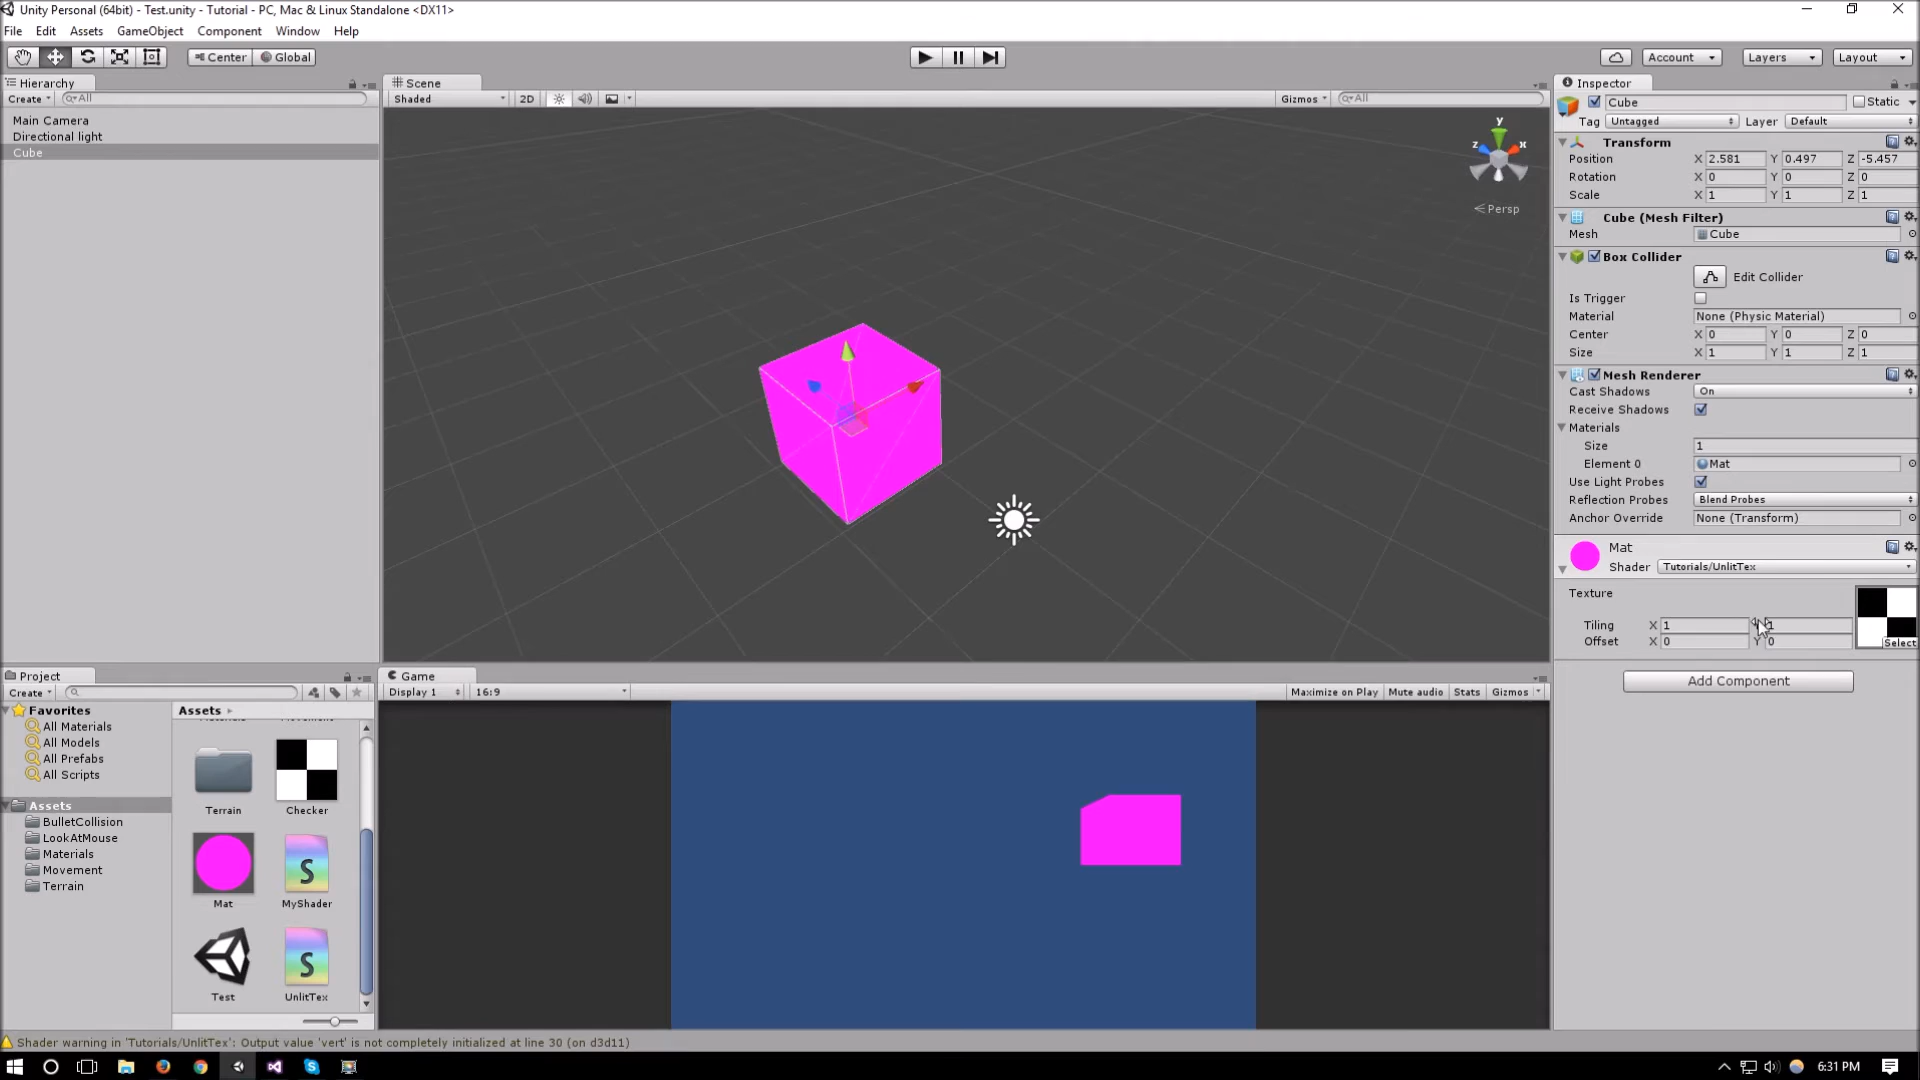 Unity Personal (64bit) - Test.unity - Tutorial - PC, Mac & Linux Standalone <DX11>
File Edit Assets GameObject Component Window Help
Center Global Account Layers Layout
Hierarchy
Create All
Main Camera
Directional light
Cube
Scene
Shaded 2D Gizmos All
y
z x
Persp
Inspector
Cube Static
Tag Untagged Layer Default
Transform
Position X 2.581 Y 0.497 Z -5.457
Rotation X 0 Y 0 Z 0
Scale X 1 Y 1 Z 1
Cube (Mesh Filter)
Mesh Cube
Box Collider
Edit Collider
Is Trigger
Material None (Physic Material)
Center X 0 Y 0 Z 0
Size X 1 Y 1 Z 1
Mesh Renderer
Cast Shadows On
Receive Shadows
Materials
Size 1
Element 0 Mat
Use Light Probes
Reflection Probes Blend Probes
Anchor Override None (Transform)
Mat
Shader Tutorials/UnlitTex
Texture
Tiling X 1 1
Offset X 0 Y 0
Select
Add Component
Project
Create
Favorites
All Materials
All Models
All Prefabs
All Scripts
Assets
BulletCollision
LookAtMouse
Materials
Movement
Terrain
Assets
Terrain Checker
S
Mat MyShader
S
Test UnlitTex
Game
Display 1 16:9 Maximize on Play Mute audio Stats Gizmos
Shader warning in 'Tutorials/UnlitTex': Output value 'vert' is not completely initialized at line 30 (on d3d11)
6:31 PM